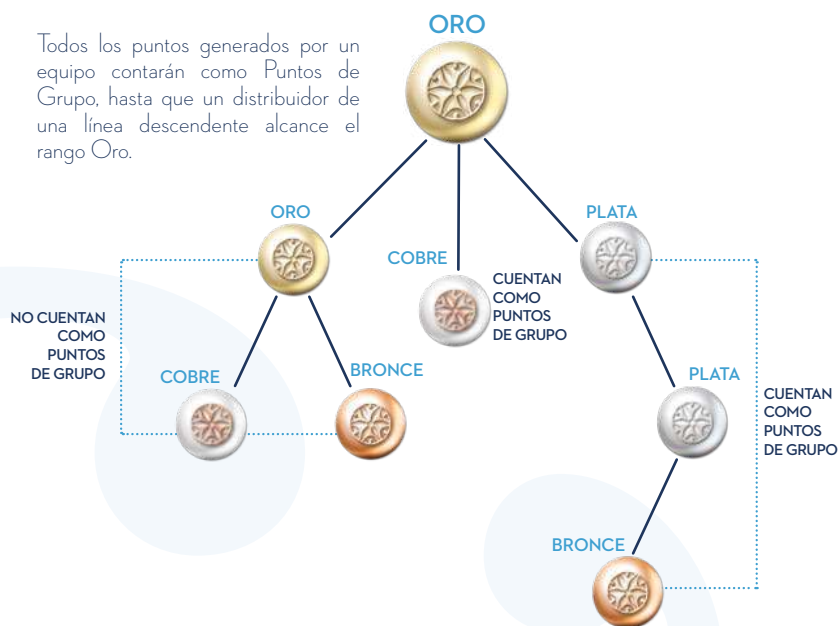 ORO
Todos los puntos generados por un
equipo contarán como Puntos de
Grupo, hasta que un distribuidor de
una línea descendente alcance el
rango Oro.
ORO
PLATA
COBRE
CUENTAN
COMO
PUNTOS
DE GRUPO
NO CUENTAN
COMO
PUNTOS
DE GRUPO
COBRE
BRONCE
PLATA
CUENTAN
COMO
PUNTOS
DE GRUPO
BRONCE